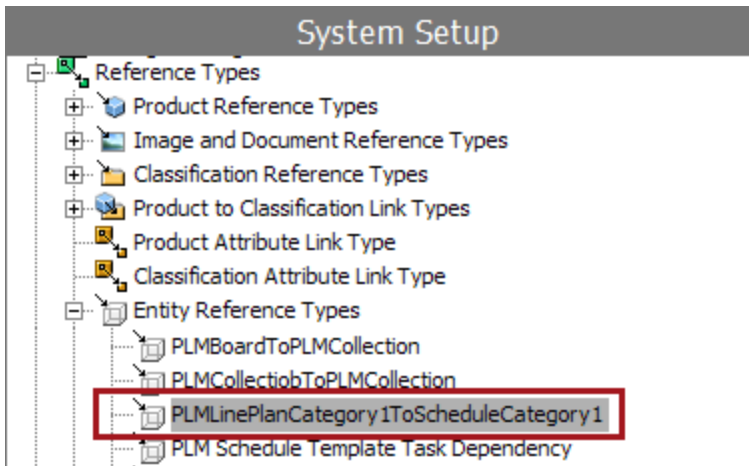 System Setup
Reference Types
Product Reference Types
Image and Document Reference Types
Classification Reference Types
Product to Classification Link Types
Product Attribute Link Type
Classification Attribute Link Type
Entity Reference Types
PLMBoardToPLMCollection
PLMCollectiobToPLMCollection
PLMLinePlanCategory1ToScheduleCategory1
PLM Schedule Template Task Dependency